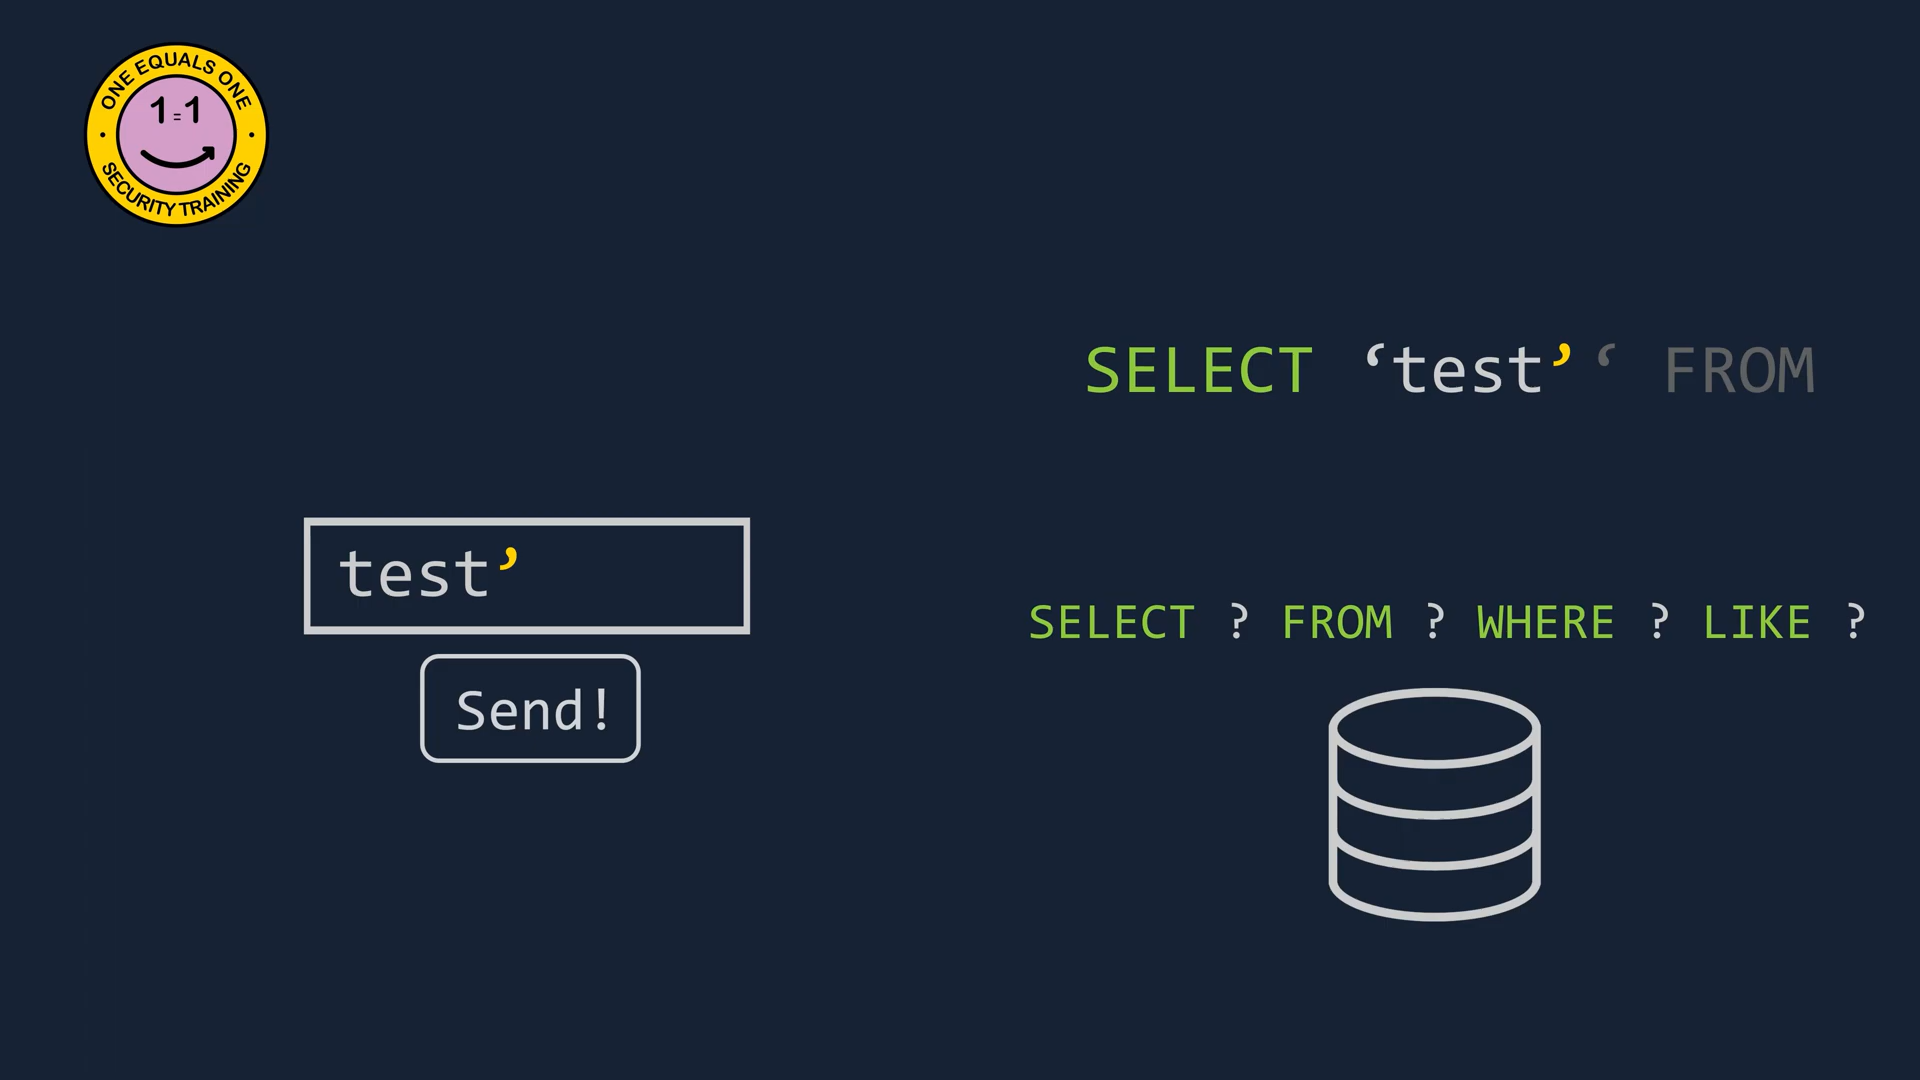 ONE EQUALS ONE
1=1
SECURITY TRAINING
SELECT ‘test’‘ FROM
test’
Send!
SELECT ? FROM ? WHERE ? LIKE ?